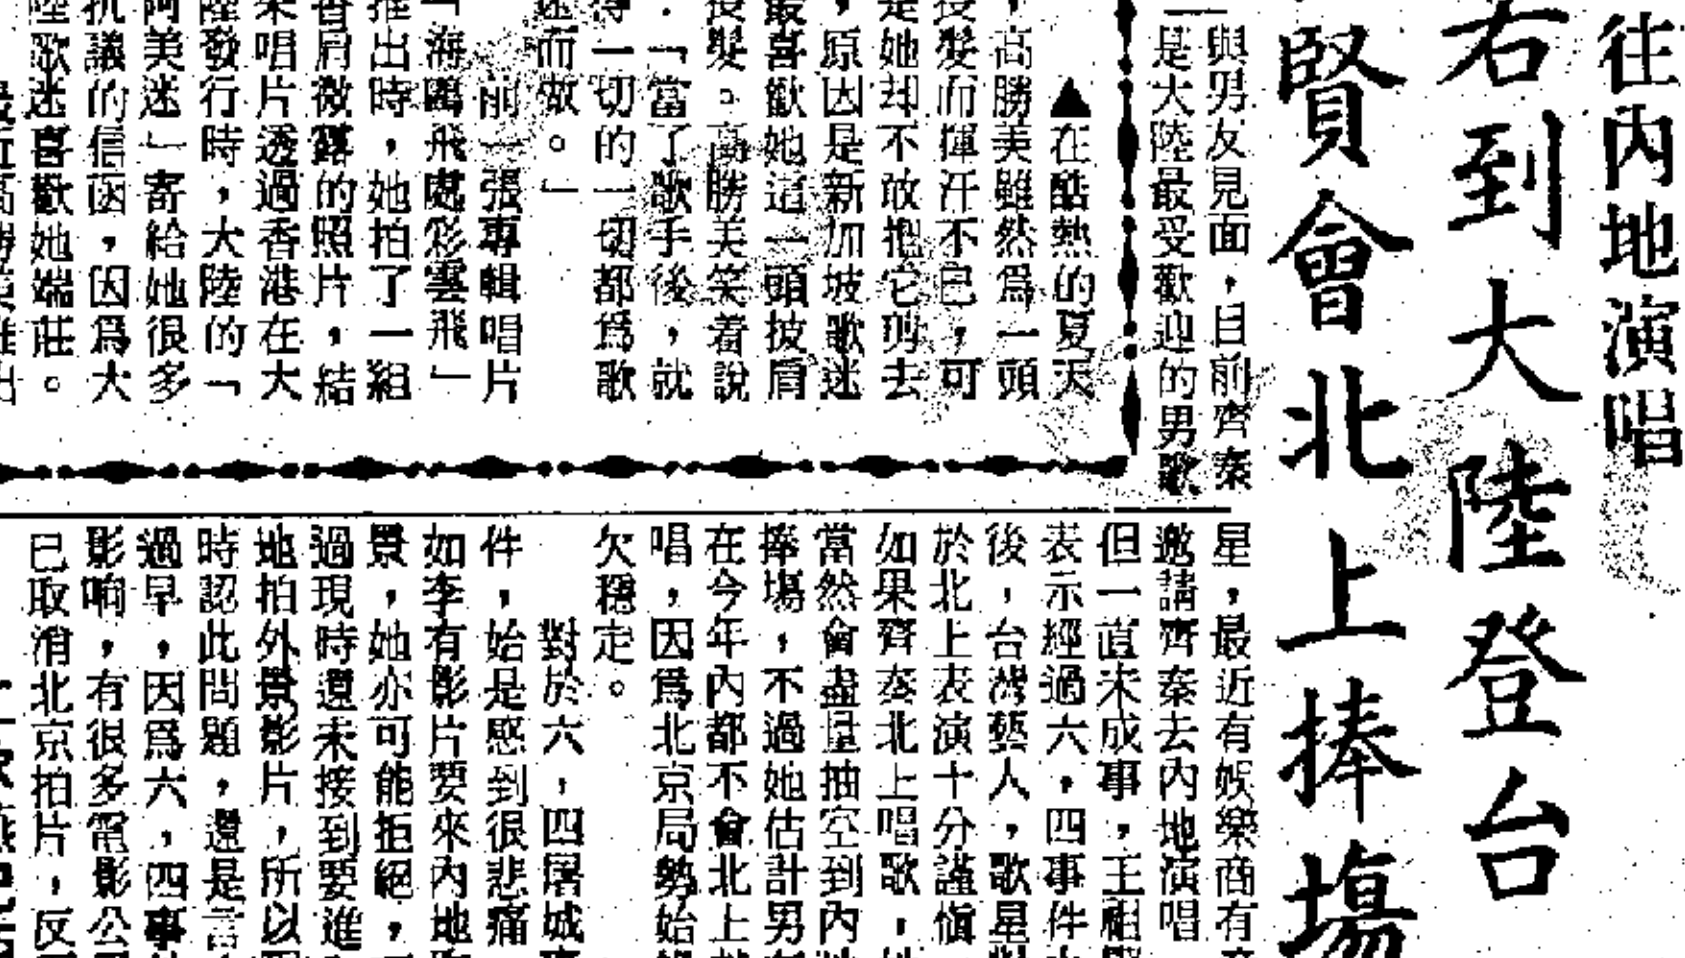 往內地演唱
右到大陸登台
賢會北上捧場
與男友見面，目前齊秦
是大陸最受歡迎的男歌
星，最近有娛樂商有
邀請齊秦去內地演唱
但一直未成事，王祖
表示經過六，四事件
後，台灣藝人，歌星對
於北上表演十分謹慎
如果齊秦北上唱歌，她
當然會盡量抽空到內
捧場，不過她估計男
在今年內都不會北上
唱，因為北京局勢始
欠穩定。
對於六，四屠城
件，始是感到很悲痛
如李有影片要來內地
景，她亦可能拒絕，
過現時還未接到要進
她拍外景影片，所以
時認此問題，還是言
過早，因為六，四事
影响，有很多電影公
已取消北京拍片，反
▲在酷熱的夏天
，高勝美雖然為一頭
長髮而揮汗不已，可
是她却不敢把它剪去
，原因是新加坡歌迷
最喜歡她這一頭披肩
長髮。高勝美笑着說
：「當了歌手後，就
得一切的一切都為歌
迷而做。」
前一張專輯唱片
「海鷗飛處彩雲飛」
推出時，她拍了一組
香肩微露的照片，結
果唱片透過香港在大
陸發行時，大陸的「
阿美迷」寄給她很多
抗議的信函，因為大
陸歌迷喜歡她端莊。
最近高勝美推出